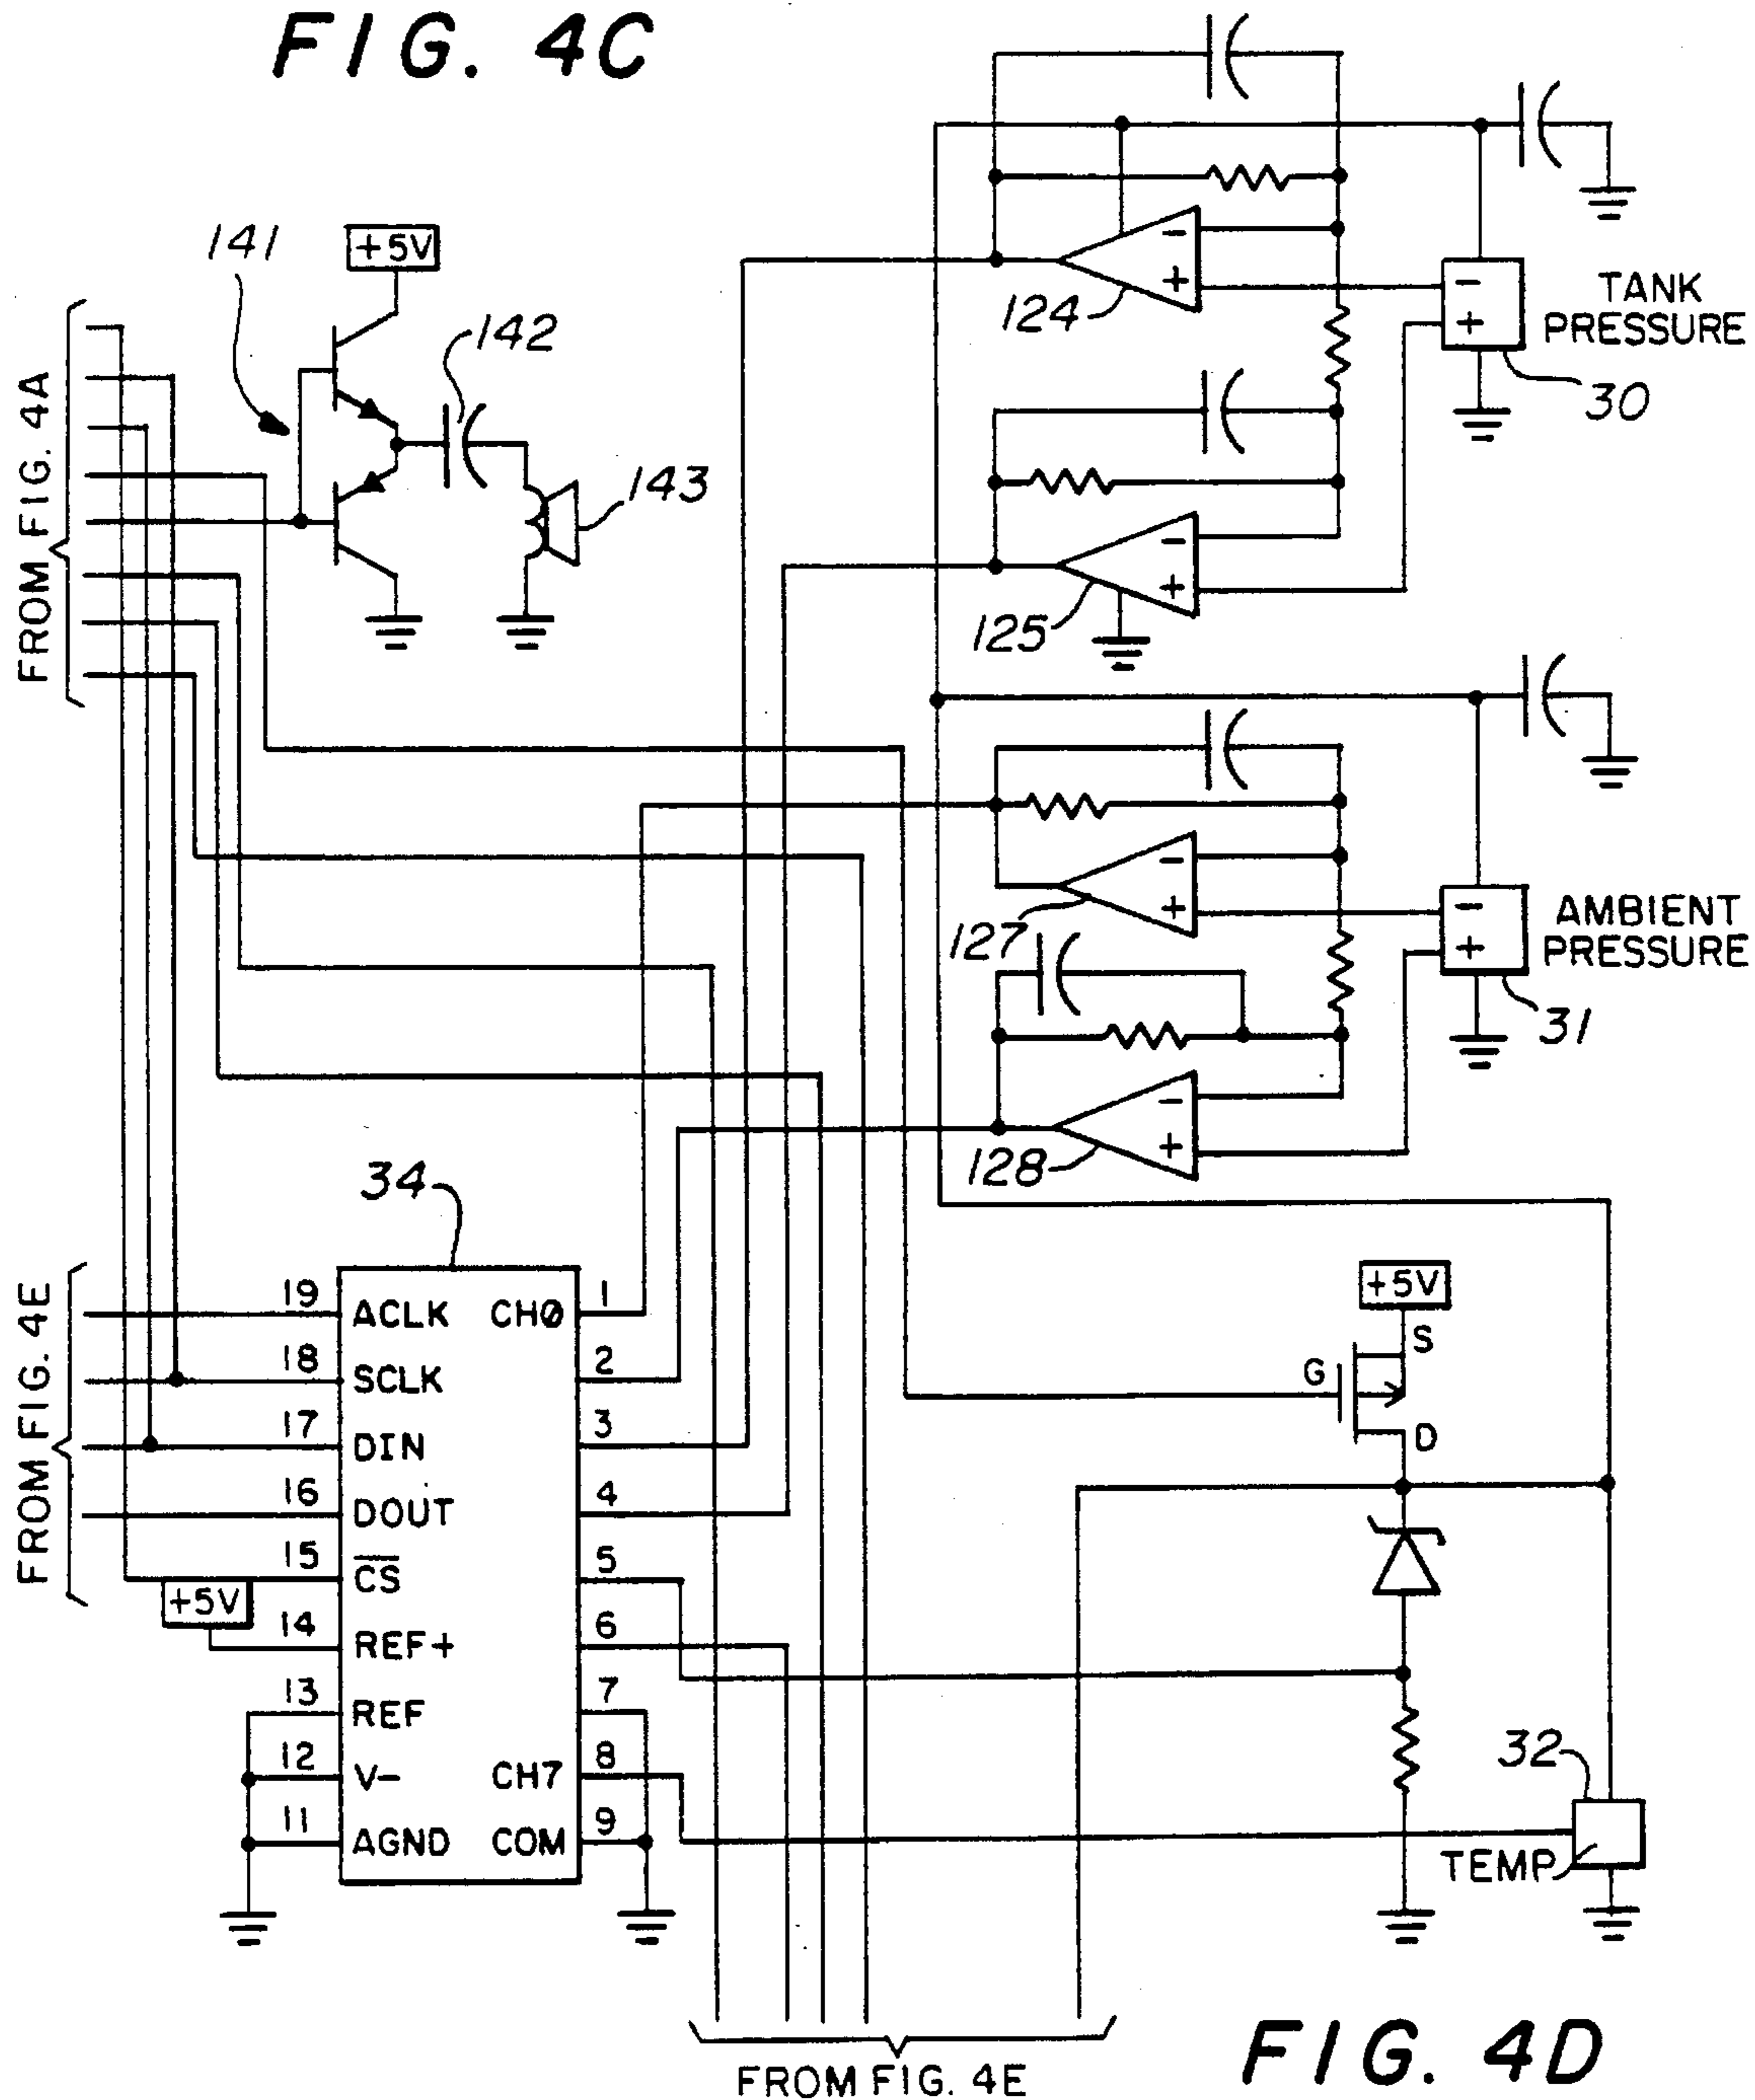 FIG. 4C
141
+5V
142
143
FROM FIG. 4A
-
+
124
-
+
TANK
PRESSURE
30
-
+
125
-
+
127
-
+
AMBIENT
PRESSURE
31
-
+
128
34
FROM FIG. 4E
19 ACLK CH0 1
18 SCLK 2
17 DIN 3
16 DOUT 4
15 C̅S̅ 5
+5V
14 REF+ 6
13 REF 7
12 V- CH7 8
11 AGND COM 9
+5V
S
G
D
32
TEMP
FROM FIG. 4E
FIG. 4D